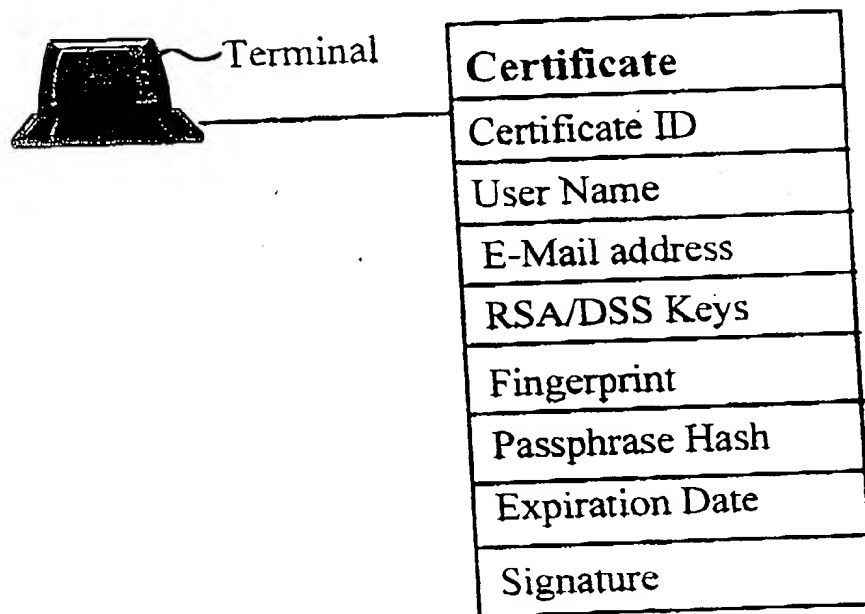 Terminal
Certificate
Certificate ID
User Name
E-Mail address
RSA/DSS Keys
Fingerprint
Passphrase Hash
Expiration Date
Signature